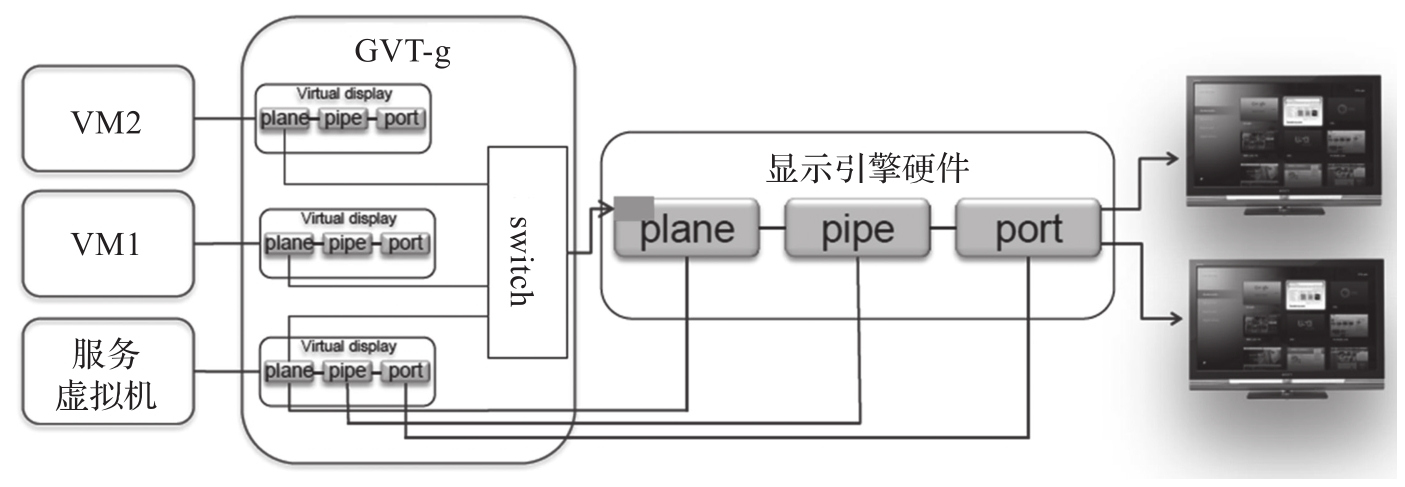 GVT-g
VM2
Virtual display
plane
pipe
port
VM1
Virtual display
plane
pipe
port
服务
虚拟机
Virtual display
plane
pipe
port
switch
显示引擎硬件
plane
pipe
port